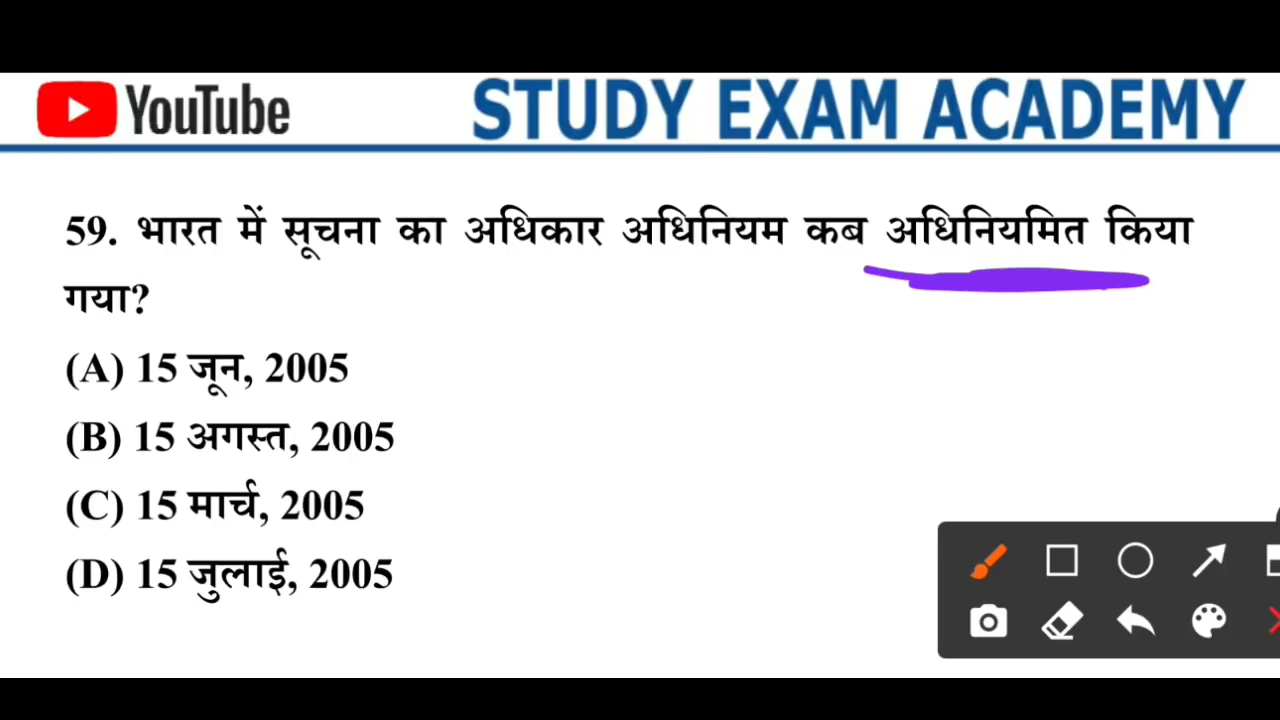 YouTube STUDY EXAM ACADEMY
59. भारत में सूचना का अधिकार अधिनियम कब अधिनियमित किया
गया?
(A) 15 जून, 2005
(B) 15 अगस्त, 2005
(C) 15 मार्च, 2005
(D) 15 जुलाई, 2005